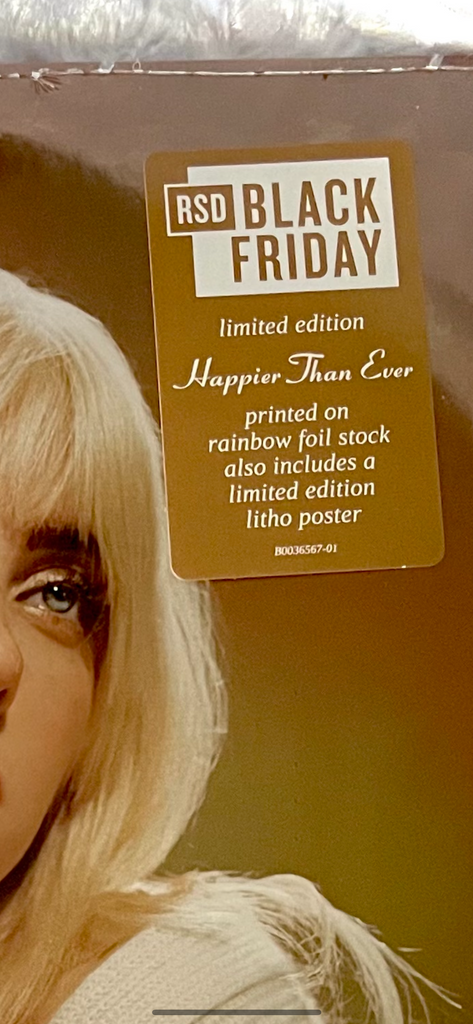 RSD BLACK
FRIDAY
limited edition
Happier Than Ever
printed on
rainbow foil stock
also includes a
limited edition
litho poster
B0036567-01